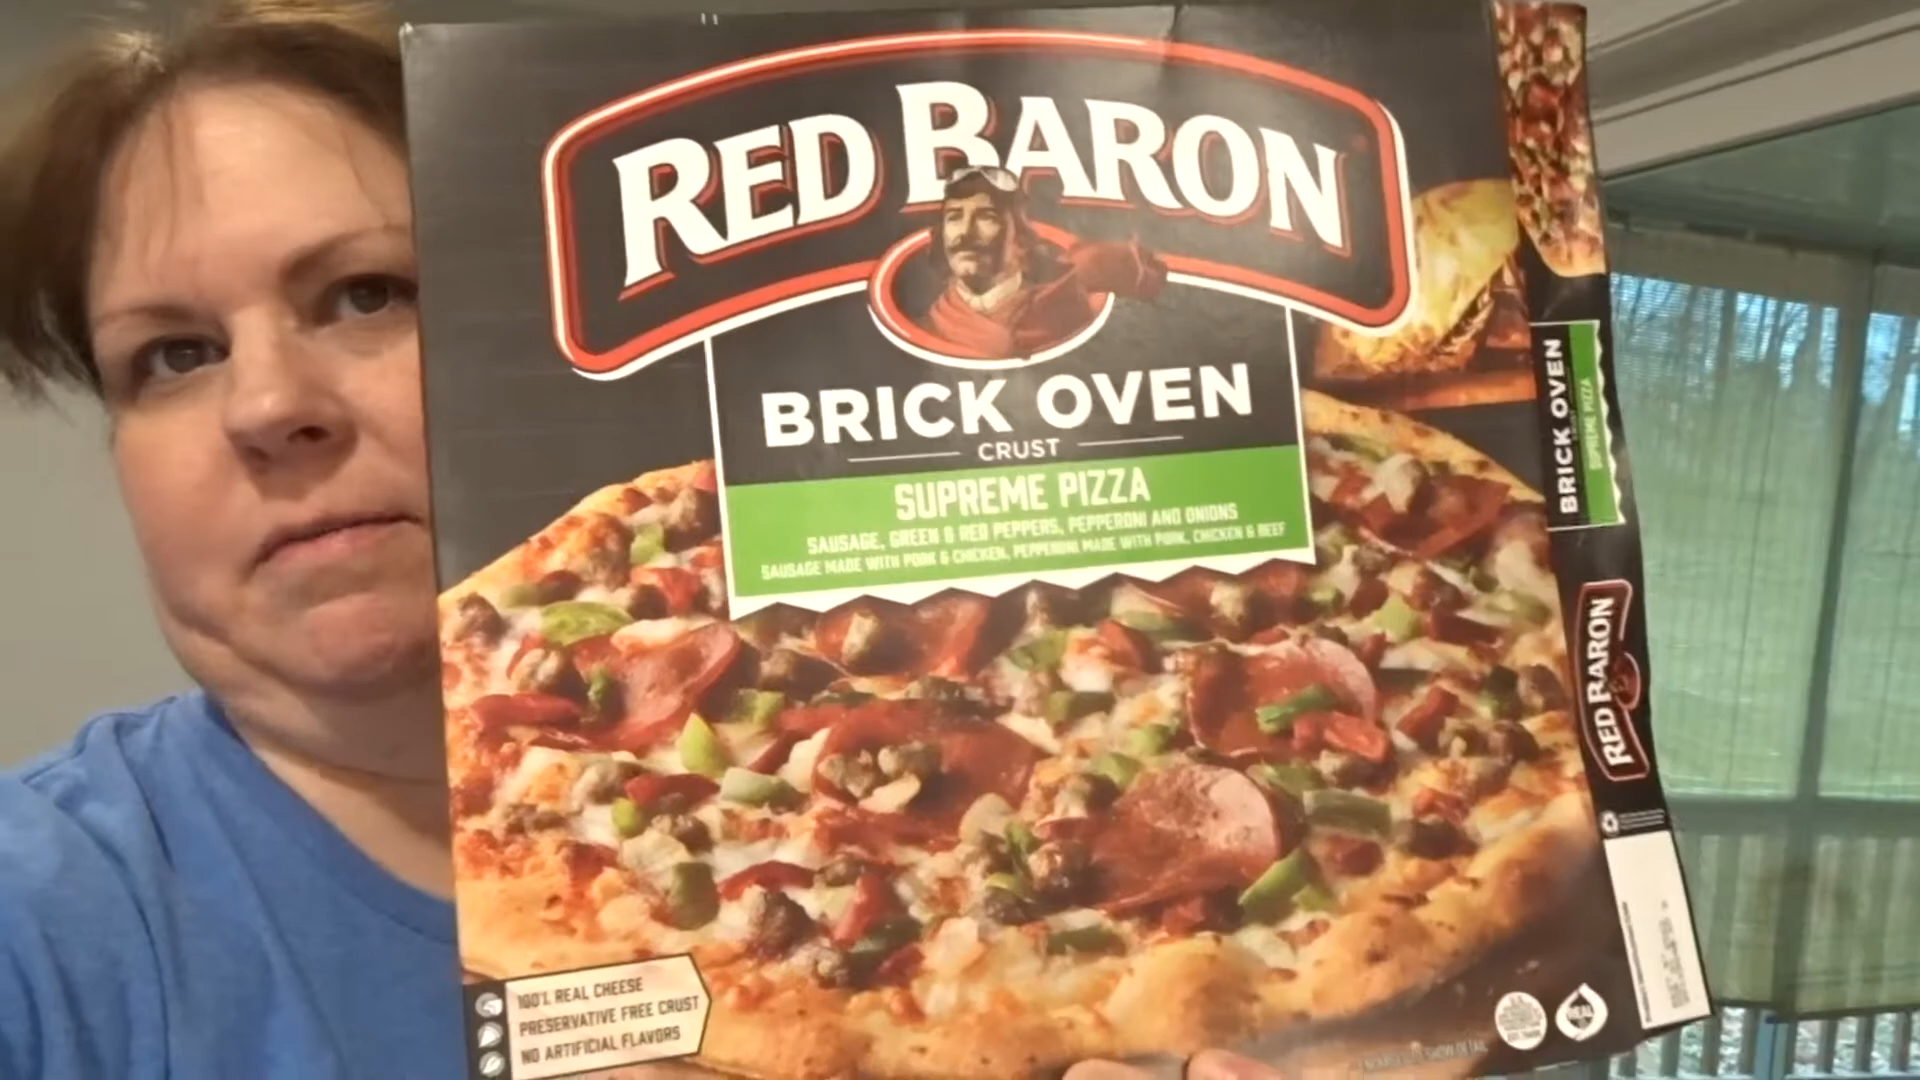 RED BARON
BRICK OVEN
CRUST
SUPREME PIZZA
SAUSAGE, GREEN & RED PEPPERS, PEPPERONI AND ONIONS
SAUSAGE MADE WITH PORK & CHICKEN, PEPPERONI MADE WITH PORK, CHICKEN & BEEF
100% REAL CHEESE
PRESERVATIVE FREE CRUST
NO ARTIFICIAL FLAVORS
REAL
BRICK OVEN
SUPREME PIZZA
RED BARON